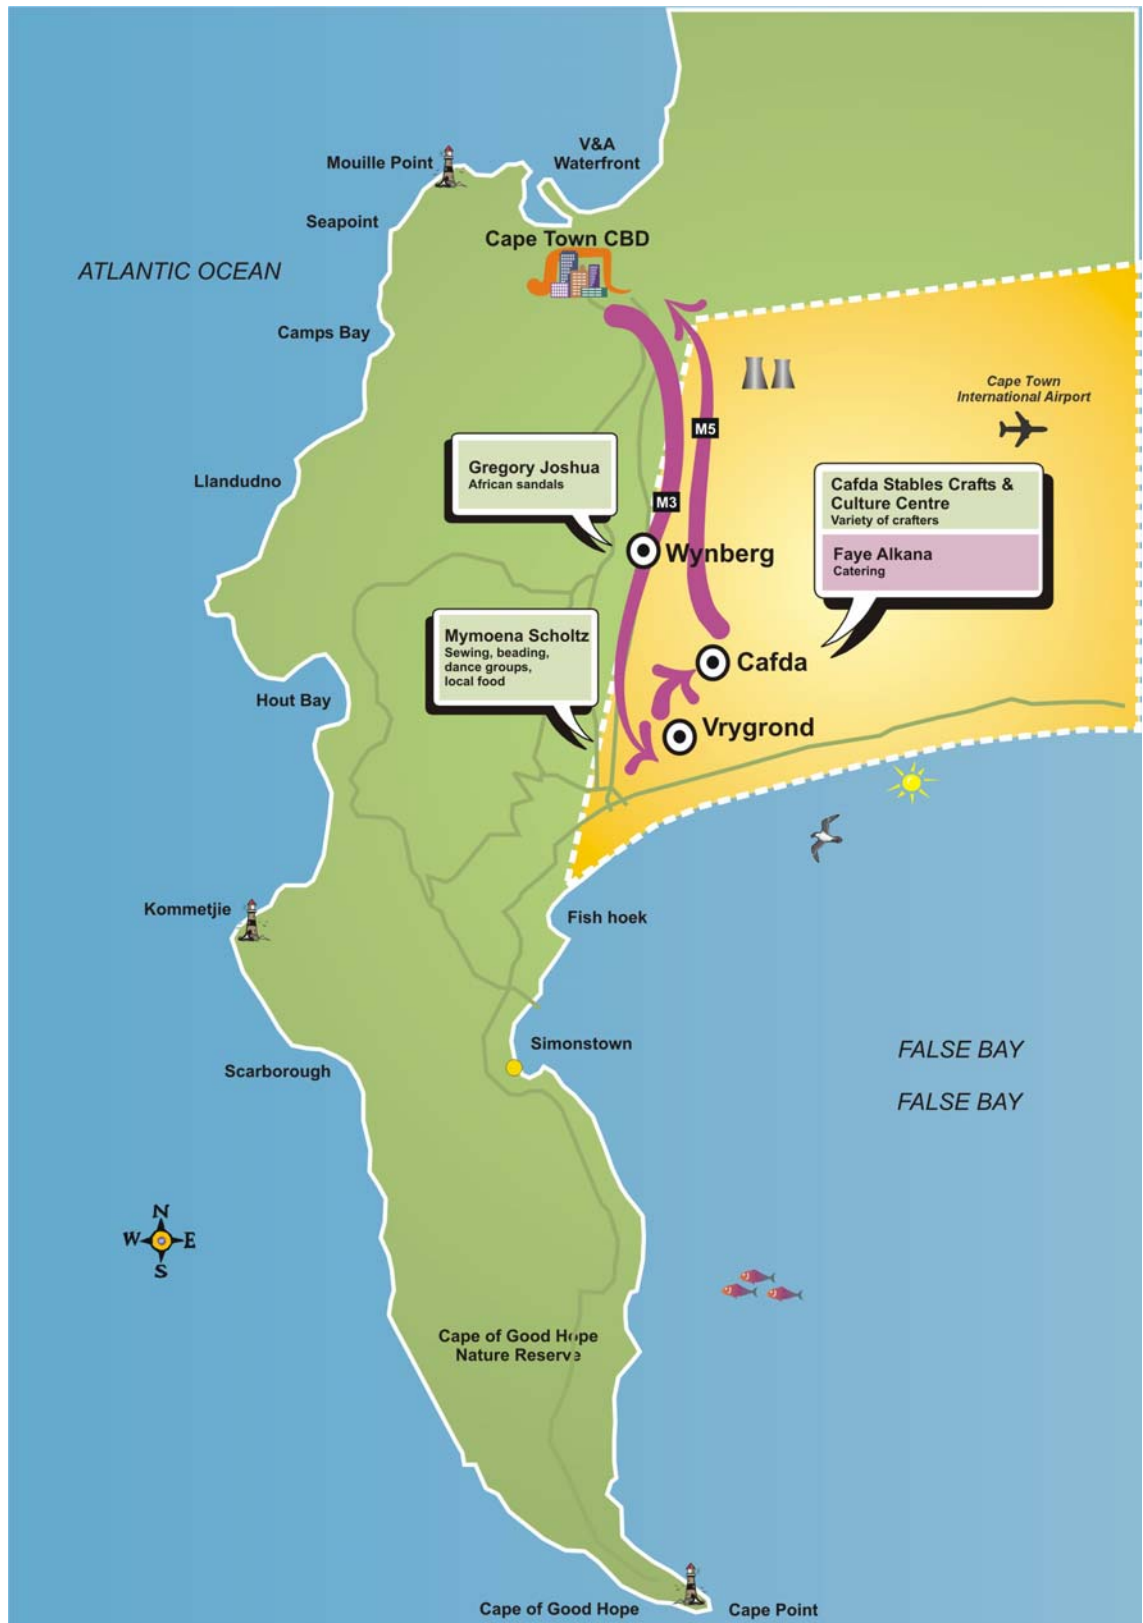 V&A
Waterfront
Mouille Point
Seapoint
Cape Town CBD
ATLANTIC OCEAN
Camps Bay
Cape Town
International Airport
M5
Gregory Joshua
African sandals
Llandudno
Cafda Stables Crafts &
Culture Centre
Variety of crafters
M3
Wynberg
Faye Alkana
Catering
Mymoena Scholtz
Sewing, beading,
dance groups,
local food
Cafda
Hout Bay
Vrygrond
Kommetjie
Fish hoek
Simonstown
FALSE BAY
Scarborough
FALSE BAY
N
W
E
S
Cape of Good Hope
Nature Reserve
Cape of Good Hope
Cape Point